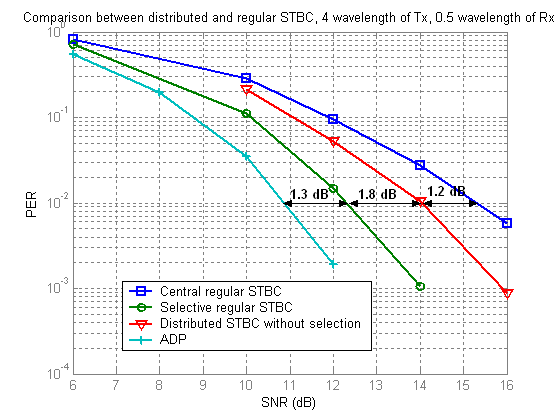 Comparison between distributed and regular STBC, 4 wavelength of Tx, 0.5 wavelength of Rx
10^0
10^-1
10^-2
10^-3
10^-4
PER
1.3 dB
1.8 dB
1.2 dB
Central regular STBC
Selective regular STBC
Distributed STBC without selection
ADP
6 7 8 9 10 11 12 13 14 15 16
SNR (dB)